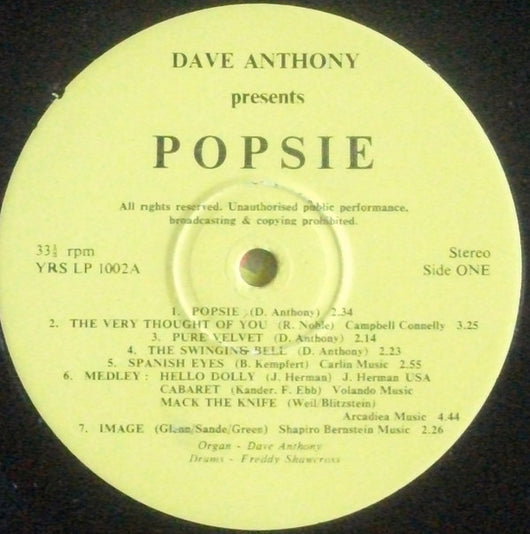 DAVE ANTHONY
presents
POPSIE
All rights reserved. Unauthorised public performance,
broadcasting & copying prohibited.
33⅓ rpm
YRS LP 1002A
Stereo
Side ONE
1. POPSIE (D. Anthony) 2.34
2. THE VERY THOUGHT OF YOU (R. Noble) Campbell Connelly 3.25
3. PURE VELVET (D. Anthony) 2.14
4. THE SWINGING BELL (D. Anthony) 2.23
5. SPANISH EYES (B. Kempfert) Carlin Music 2.55
6. MEDLEY : HELLO DOLLY (J. Herman) J. Herman USA
CABARET (Kander. F. Ebb) Volando Music
MACK THE KNIFE (Weil/Blitzstein)
Arcadiea Music 4.44
7. IMAGE (Glenn/Sande/Green) Shapiro Bernstein Music 2.26
Organ - Dave Anthony
Drums - Freddy Shawcross